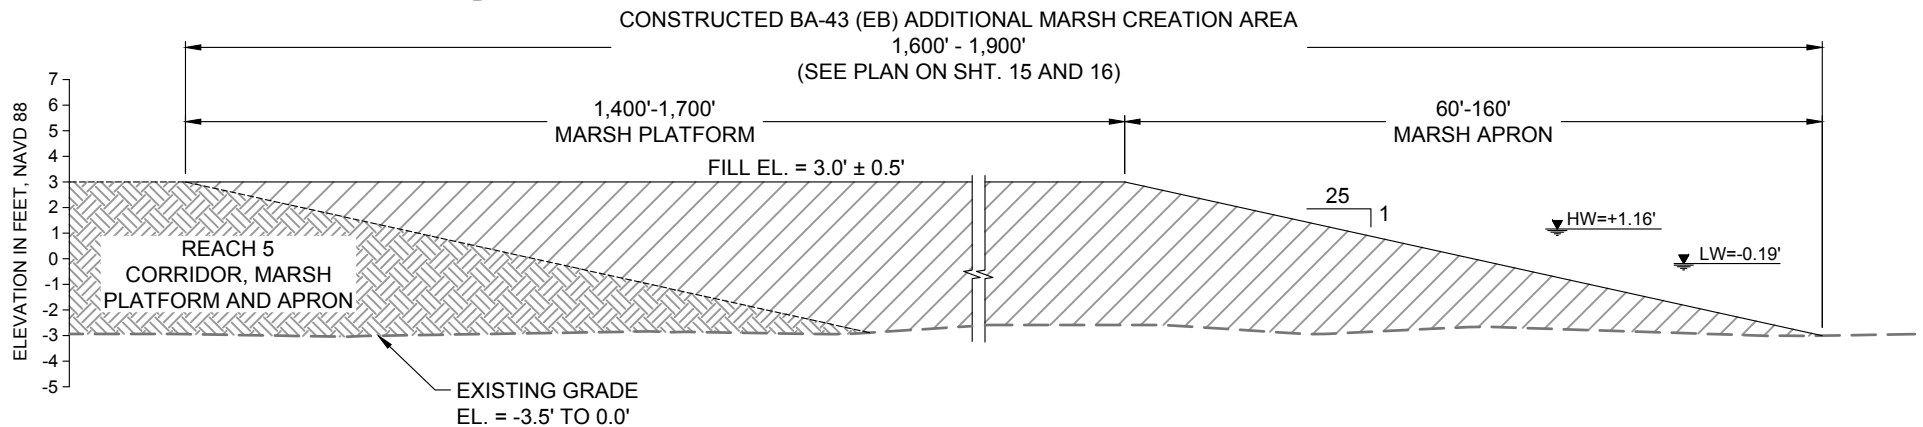 CONSTRUCTED BA-43 (EB) ADDITIONAL MARSH CREATION AREA
1,600' - 1,900'
(SEE PLAN ON SHT. 15 AND 16)
1,400'-1,700'
MARSH PLATFORM
60'-160'
MARSH APRON
FILL EL. = 3.0' ± 0.5'
ELEVATION IN FEET, NAVD 88
7
6
5
4
3
2
1
0
-1
-2
-3
-4
-5
25
1
HW=+1.16'
LW=-0.19'
REACH 5
CORRIDOR, MARSH
PLATFORM AND APRON
EXISTING GRADE
EL. = -3.5' TO 0.0'